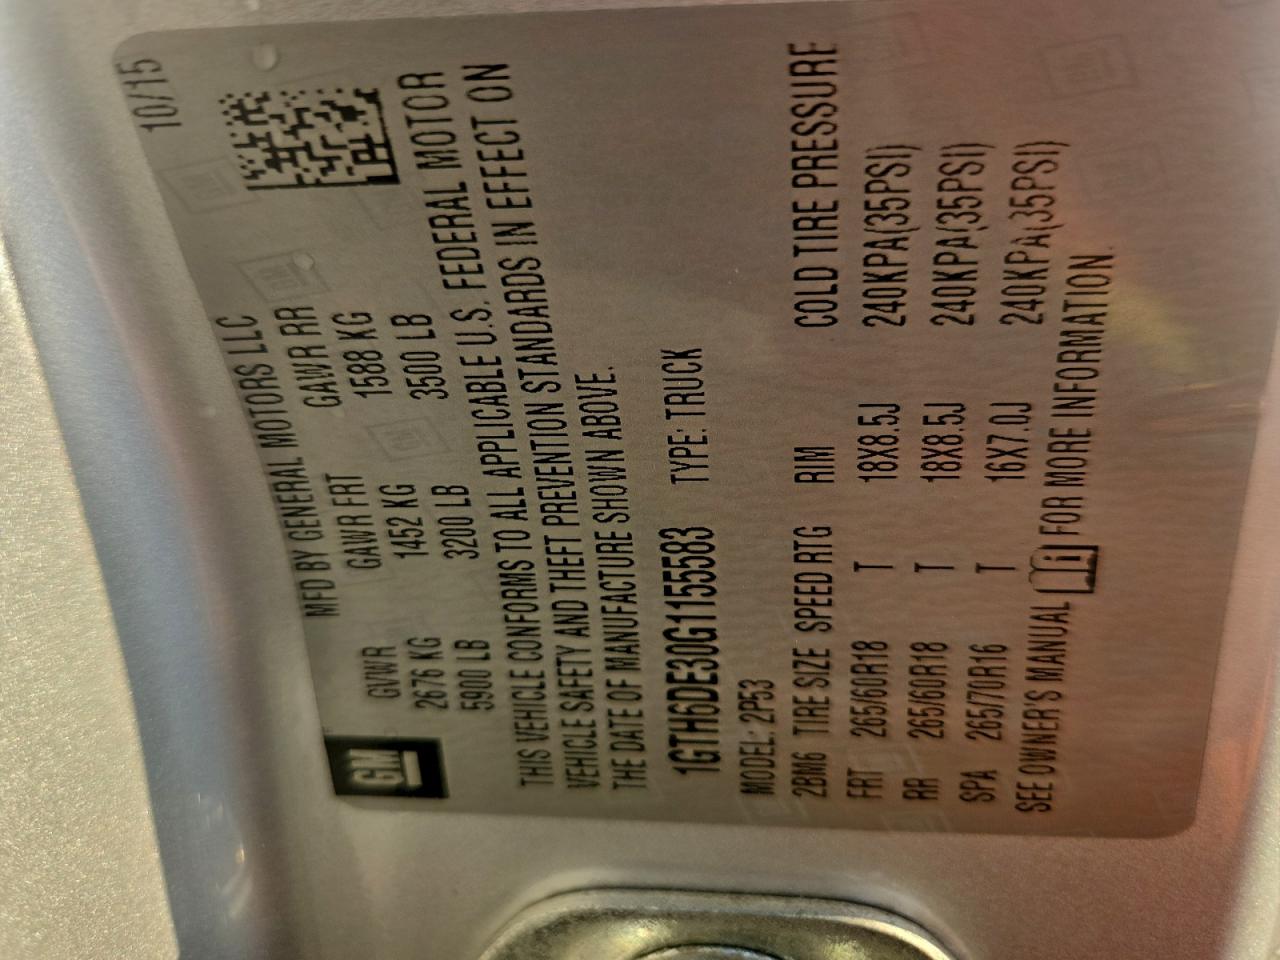 10/15
GM
MFD BY GENERAL MOTORS LLC
GVWR GAWR FRT GAWR RR
2676 KG 1452 KG 1588 KG
5900 LB 3200 LB 3500 LB
THIS VEHICLE CONFORMS TO ALL APPLICABLE U.S. FEDERAL MOTOR
VEHICLE SAFETY AND THEFT PREVENTION STANDARDS IN EFFECT ON
THE DATE OF MANUFACTURE SHOWN ABOVE.
1GTH6DE30G1155583 TYPE: TRUCK
MODEL: 2P53
2BM6 TIRE SIZE SPEED RTG RIM COLD TIRE PRESSURE
FRT 265/60R18 T 18X8.5J 240KPA(35PSI)
RR 265/60R18 T 18X8.5J 240KPA(35PSI)
SPA 265/70R16 T 16X7.0J 240KPA(35PSI)
SEE OWNER'S MANUAL i FOR MORE INFORMATION.